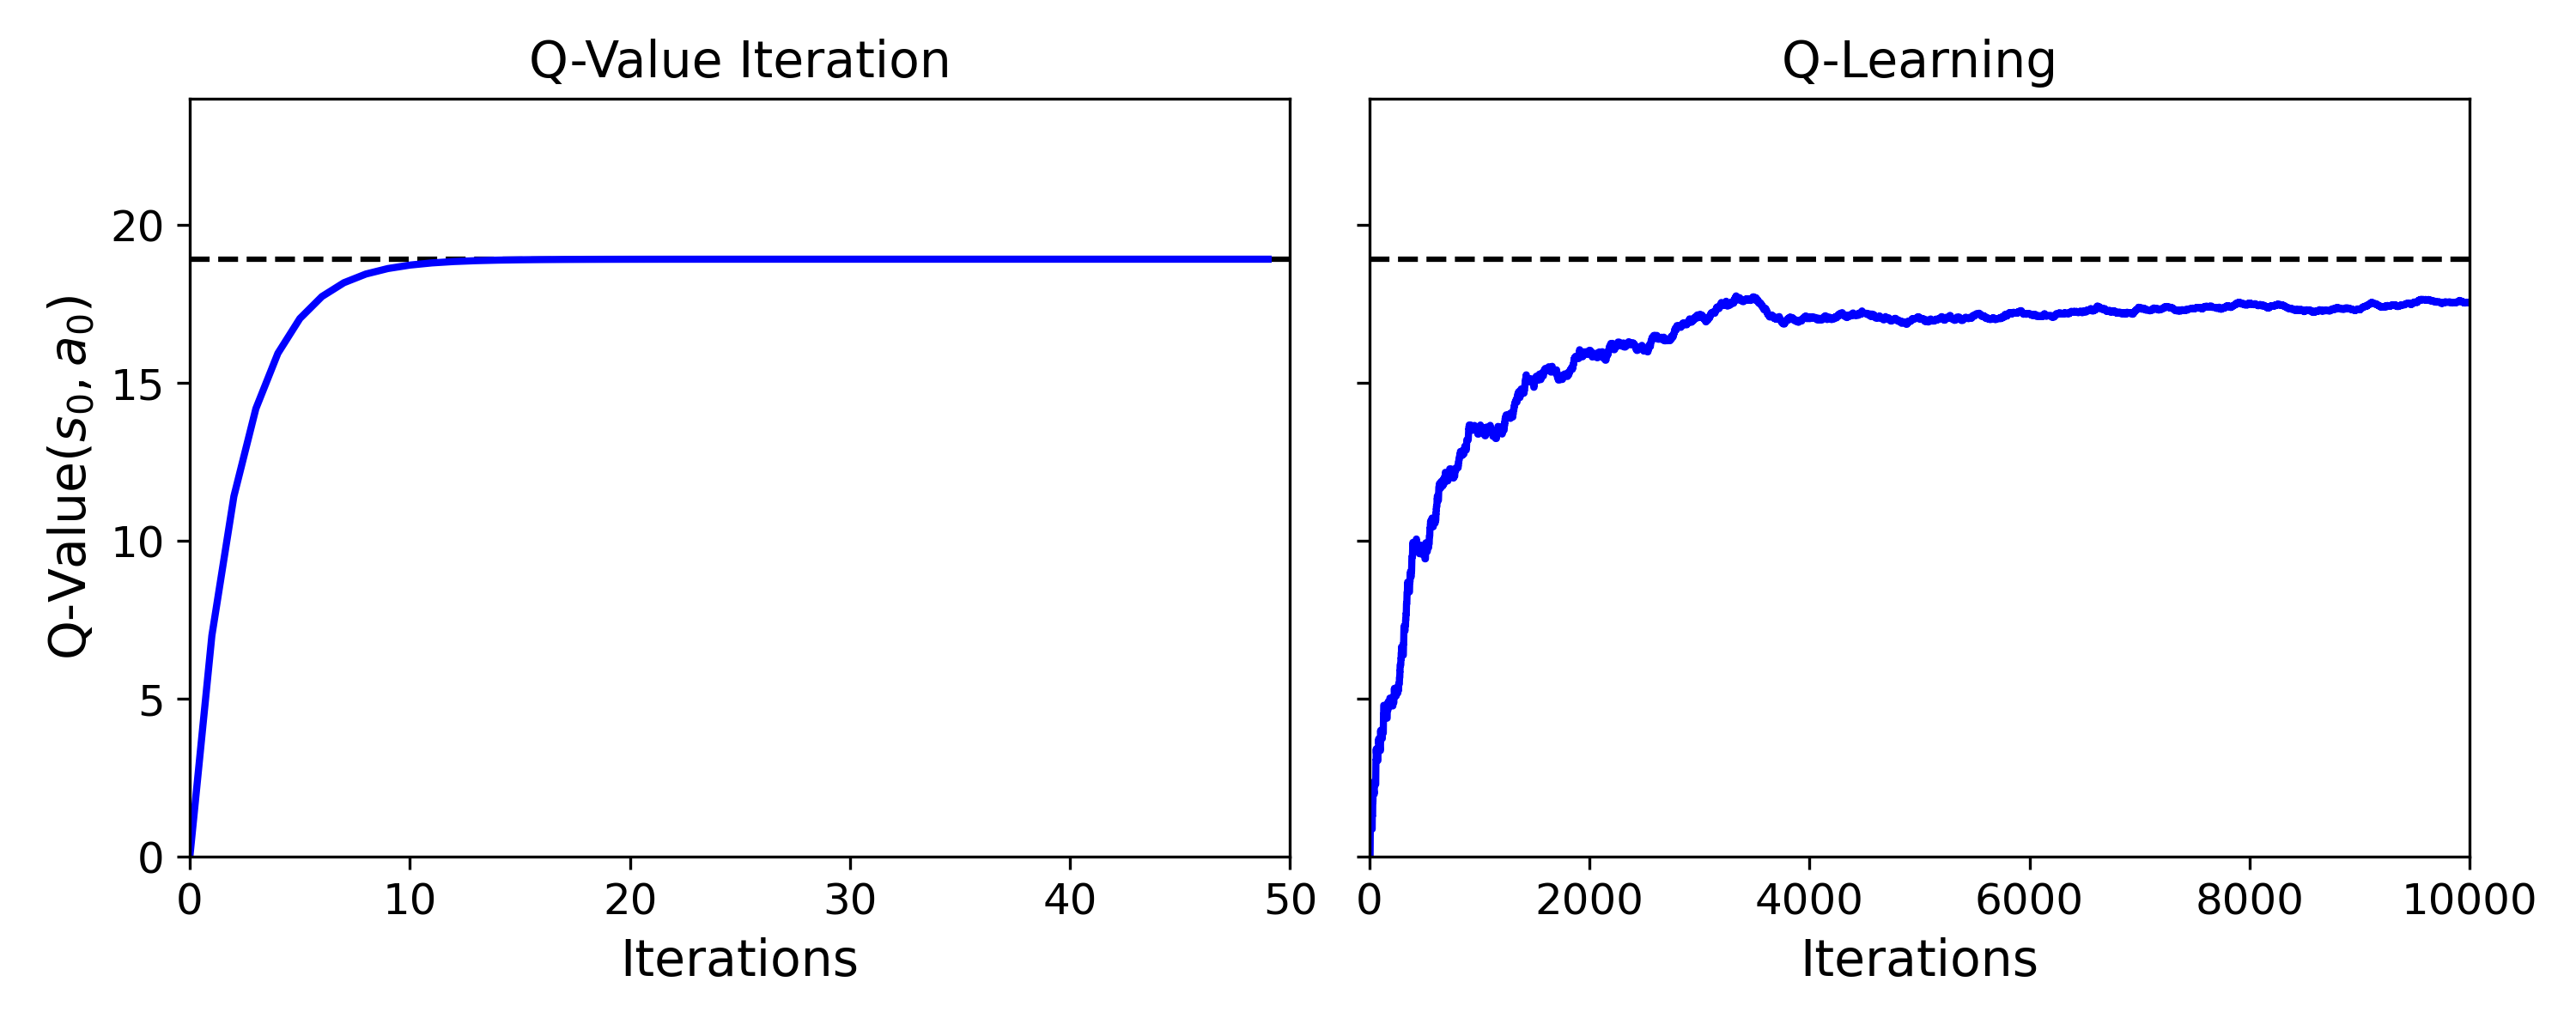 Q-Value Iteration
Q-Learning
Q-Value(s₀, a₀)
20
15
10
5
0
0 10 20 30 40 50
0 2000 4000 6000 8000 10000
Iterations
Iterations